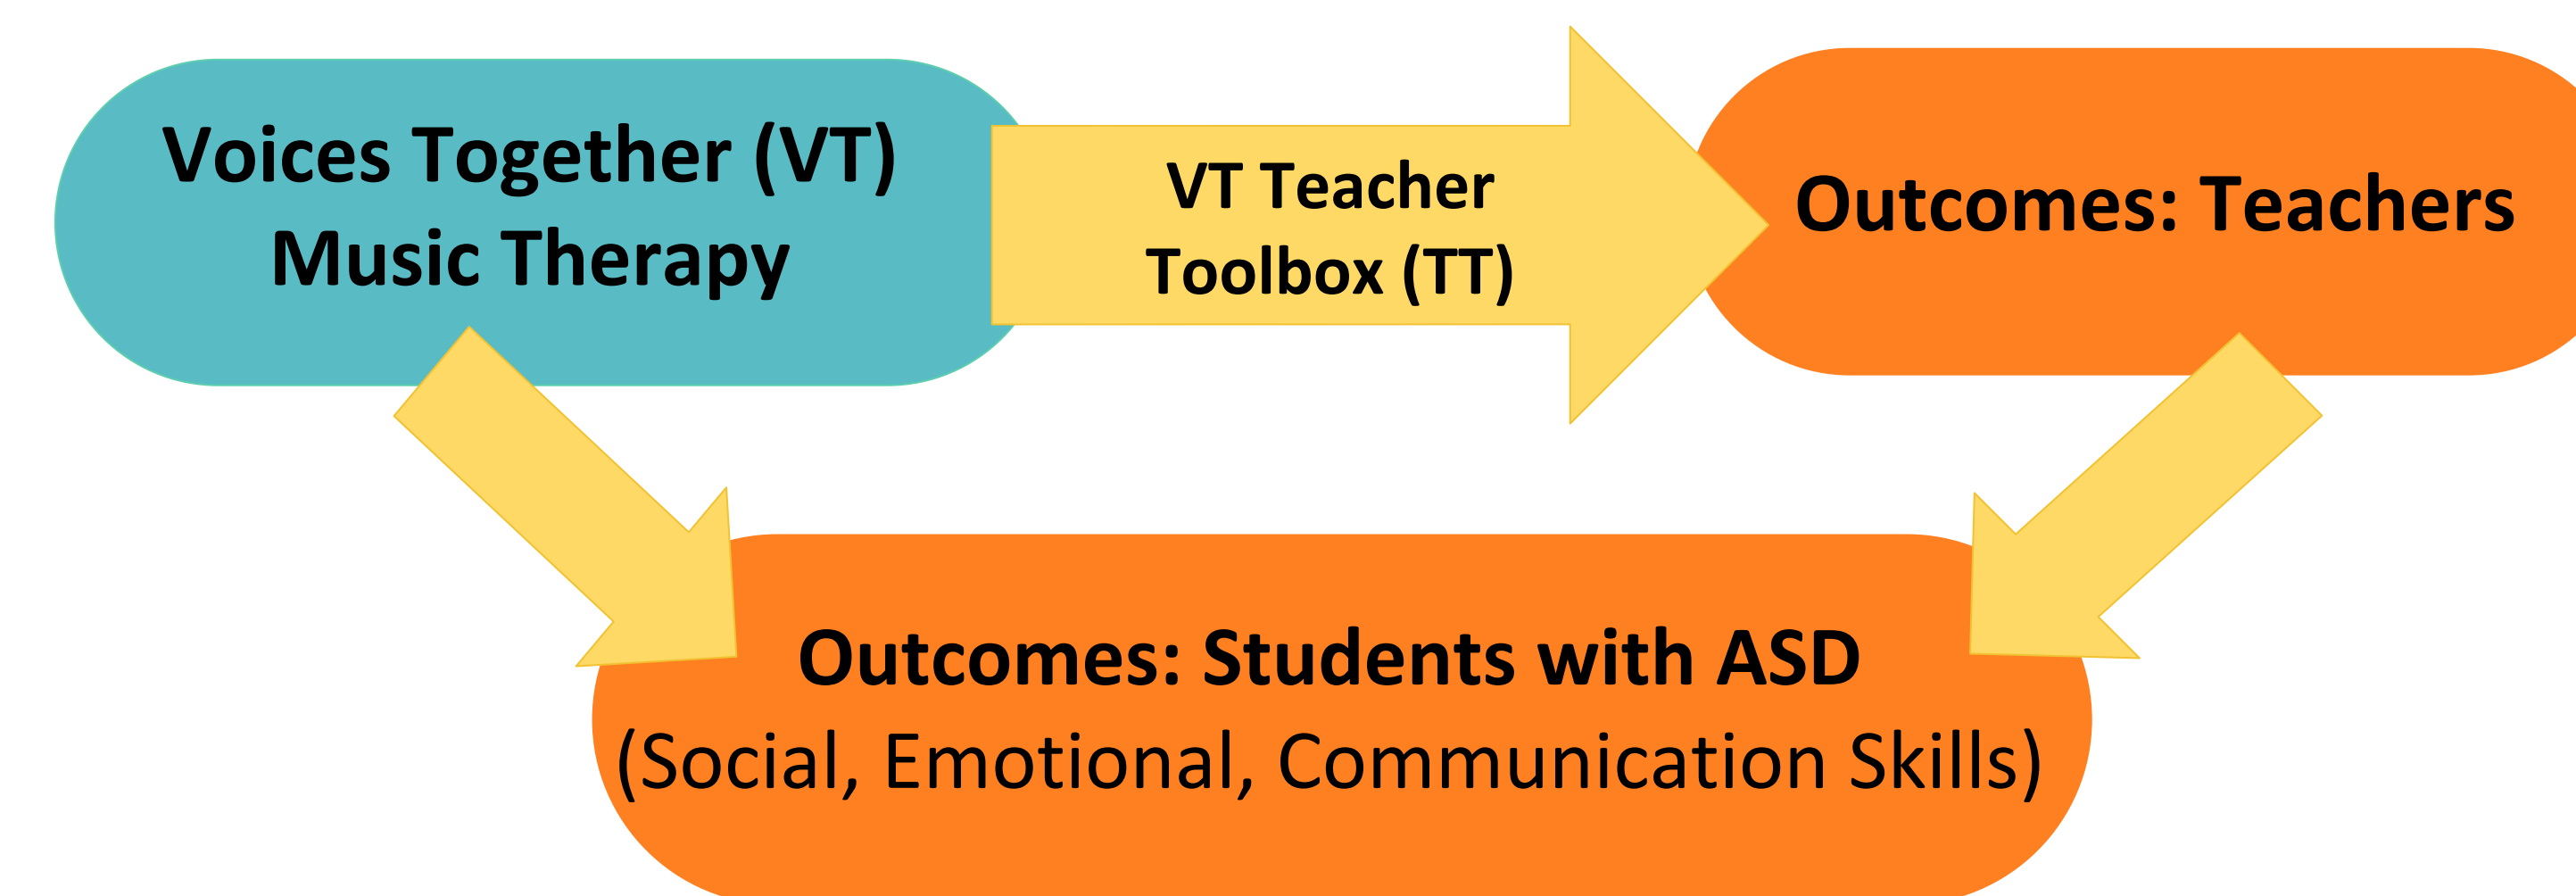 Voices Together (VT)
Music Therapy
VT Teacher
Toolbox (TT)
Outcomes: Teachers
Outcomes: Students with ASD
(Social, Emotional, Communication Skills)